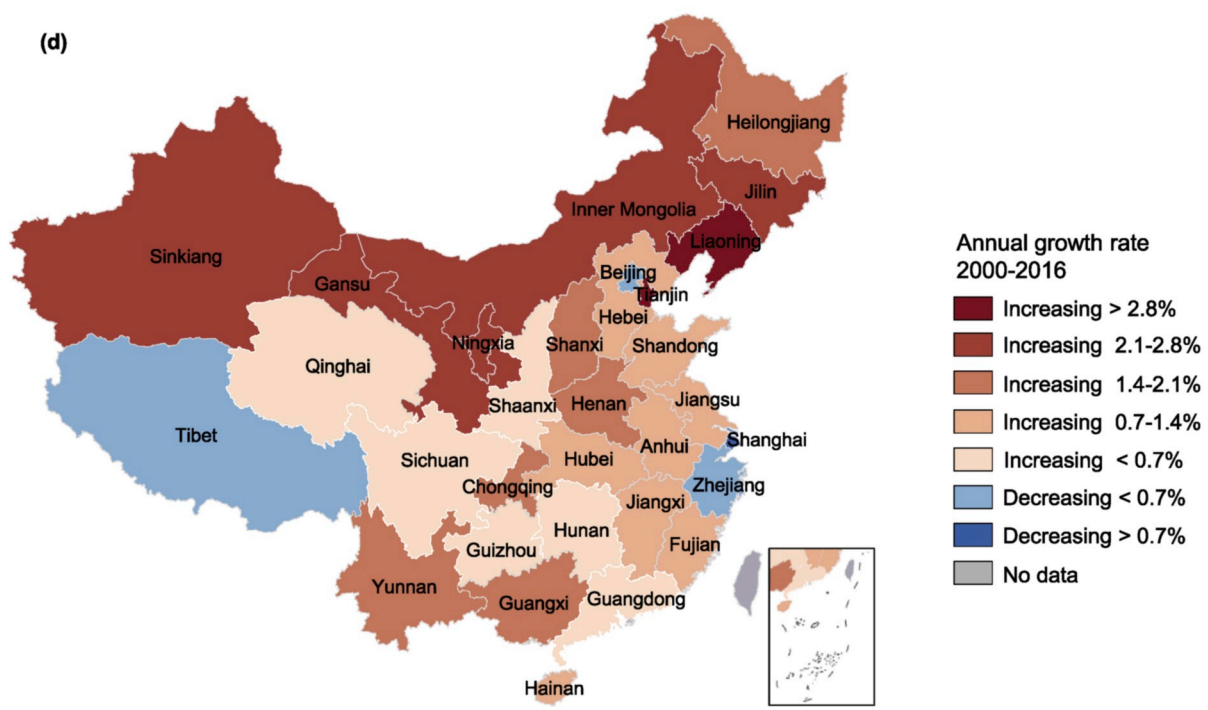 (d)
Heilongjiang
Jilin
Inner Mongolia
Liaoning
Sinkiang
Beijing
Gansu
Tianjin
Hebei
Ningxia
Shanxi
Shandong
Qinghai
Shaanxi
Henan
Jiangsu
Tibet
Shanghai
Anhui
Sichuan
Hubei
Chongqing
Zhejiang
Jiangxi
Hunan
Guizhou
Fujian
Yunnan
Guangxi
Guangdong
Hainan
Annual growth rate
2000-2016
Increasing > 2.8%
Increasing 2.1-2.8%
Increasing 1.4-2.1%
Increasing 0.7-1.4%
Increasing < 0.7%
Decreasing < 0.7%
Decreasing > 0.7%
No data